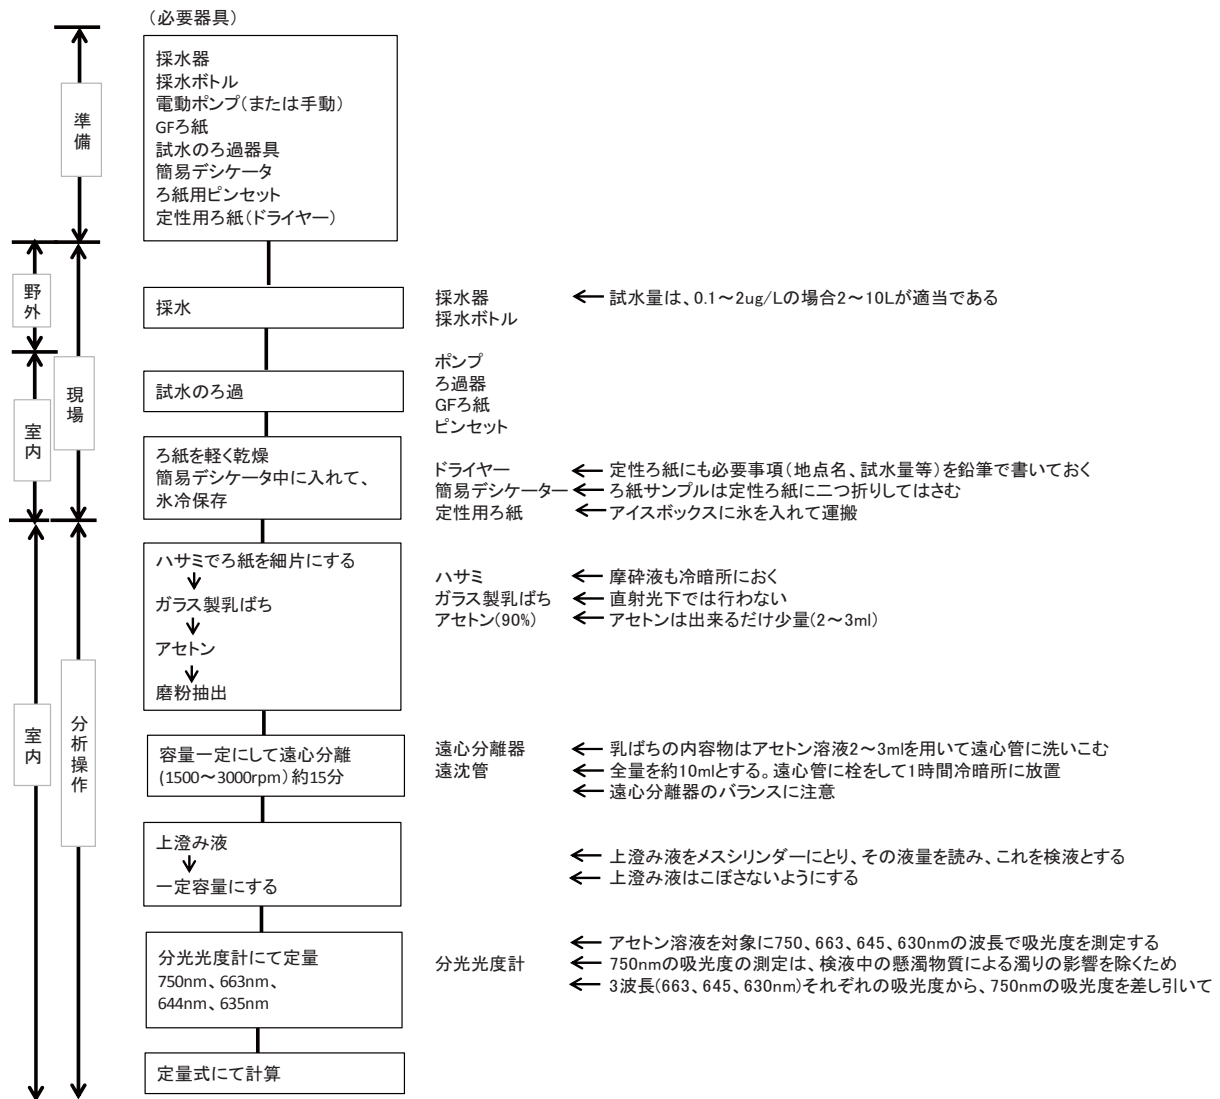 (必要器具)
採水器
採水ボトル
電動ポンプ(または手動)
GFろ紙
試水のろ過器具
簡易デシケータ
ろ紙用ピンセット
定性用ろ紙(ドライヤー)
準備
野外
現場
室内
採水
採水器 ← 試水量は、0.1～2ug/Lの場合2～10Lが適当である
採水ボトル
試水のろ過
ポンプ
ろ過器
GFろ紙
ピンセット
ろ紙を軽く乾燥
簡易デシケータ中に入れて、
氷冷保存
ドライヤー ← 定性ろ紙にも必要事項(地点名、試水量等)を鉛筆で書いておく
簡易デシケーター ← ろ紙サンプルは定性ろ紙に二つ折りしてはさむ
定性用ろ紙 ← アイスボックスに氷を入れて運搬
室内
分析操作
ハサミでろ紙を細片にする
↓
ガラス製乳ばち
↓
アセトン
↓
磨粉抽出
ハサミ ← 摩砕液も冷暗所におく
ガラス製乳ばち ← 直射光下では行わない
アセトン(90%) ← アセトンは出来るだけ少量(2～3ml)
容量一定にして遠心分離
(1500～3000rpm)約15分
遠心分離器 ← 乳ばちの内容物はアセトン溶液2～3mlを用いて遠心管に洗いこむ
遠沈管 ← 全量を約10mlとする。遠心管に栓をして1時間冷暗所に放置
← 遠心分離器のバランスに注意
上澄み液
↓
一定容量にする
← 上澄み液をメスシリンダーにとり、その液量を読み、これを検液とする
← 上澄み液はこぼさないようにする
分光光度計にて定量
750nm、663nm、
644nm、635nm
← アセトン溶液を対象に750、663、645、630nmの波長で吸光度を測定する
分光光度計 ← 750nmの吸光度の測定は、検液中の懸濁物質による濁りの影響を除くため
← 3波長(663、645、630nm)それぞれの吸光度から、750nmの吸光度を差し引いて
定量式にて計算